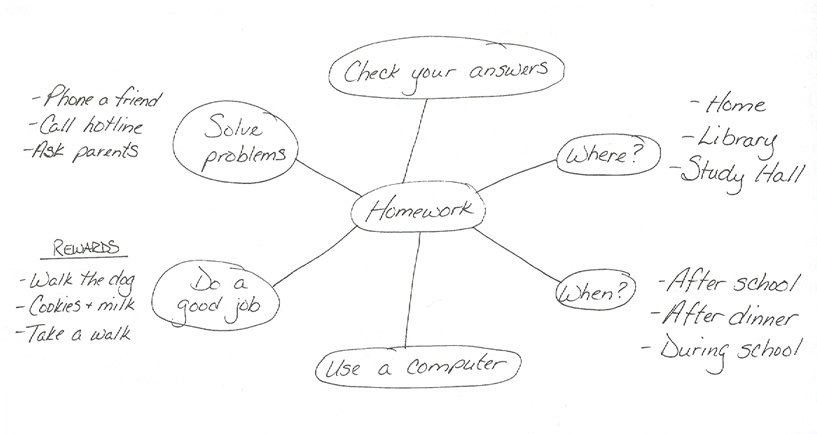 Check your answers
- Phone a friend
- Call hotline
- Ask parents
Solve
problems
Where?
- Home
- Library
- Study Hall
Homework
REWARDS
- Walk the dog
- Cookies + milk
- Take a walk
Do a
good job
When?
- After school
- After dinner
- During school
Use a computer